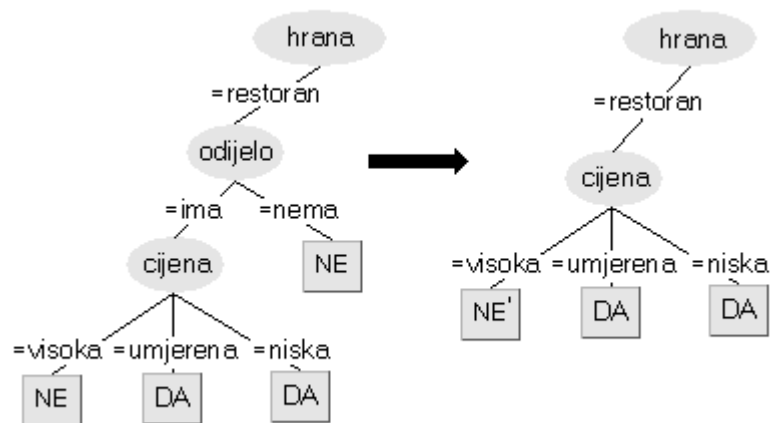 hrana
=restoran
odijelo
=ima
=nema
cijena
NE
=visoka
=umjerena
=niska
NE
DA
DA
hrana
=restoran
cijena
=visoka
=umjerena
=niska
NE'
DA
DA